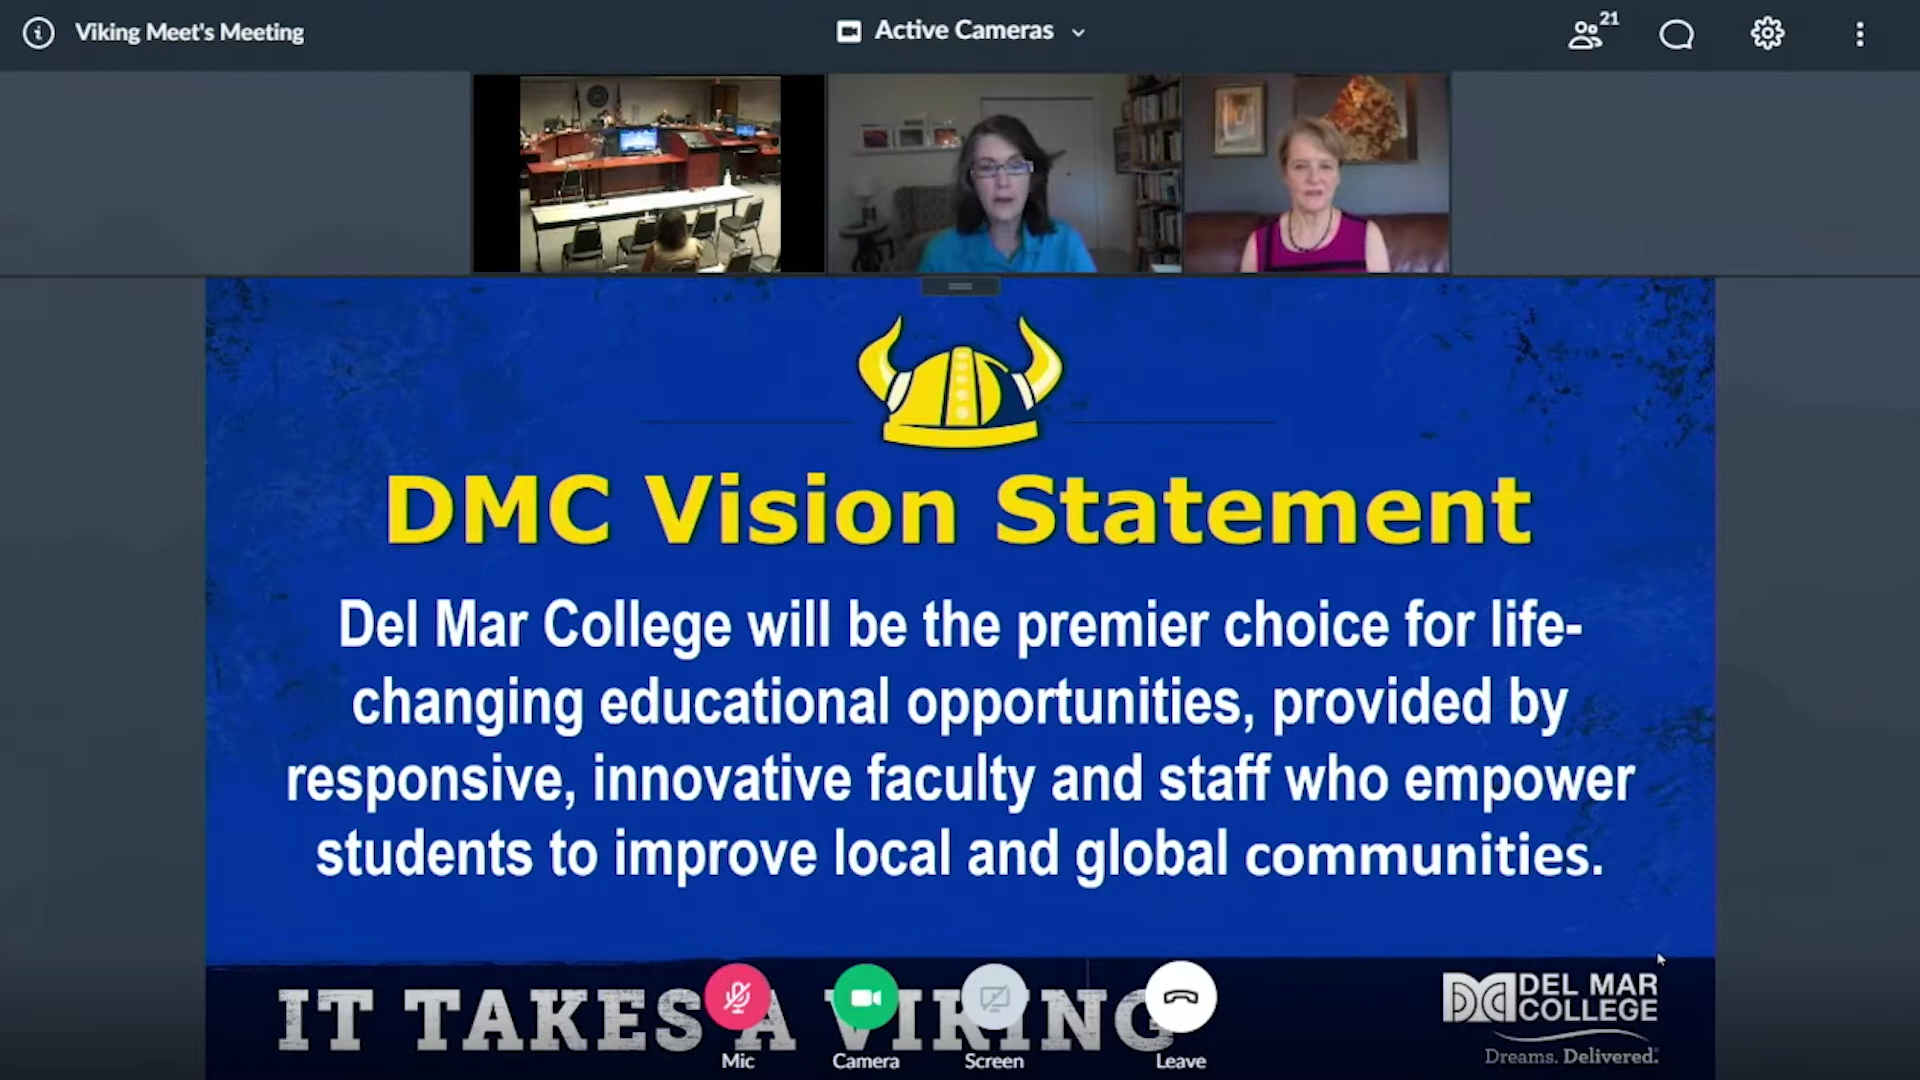 Viking Meet's Meeting
Active Cameras
21
DMC Vision Statement
Del Mar College will be the premier choice for life-
changing educational opportunities, provided by
responsive, innovative faculty and staff who empower
students to improve local and global communities.
IT TAKES A VIKING
DEL MAR
COLLEGE
Dreams. Delivered.
Mic
Camera
Screen
Leave